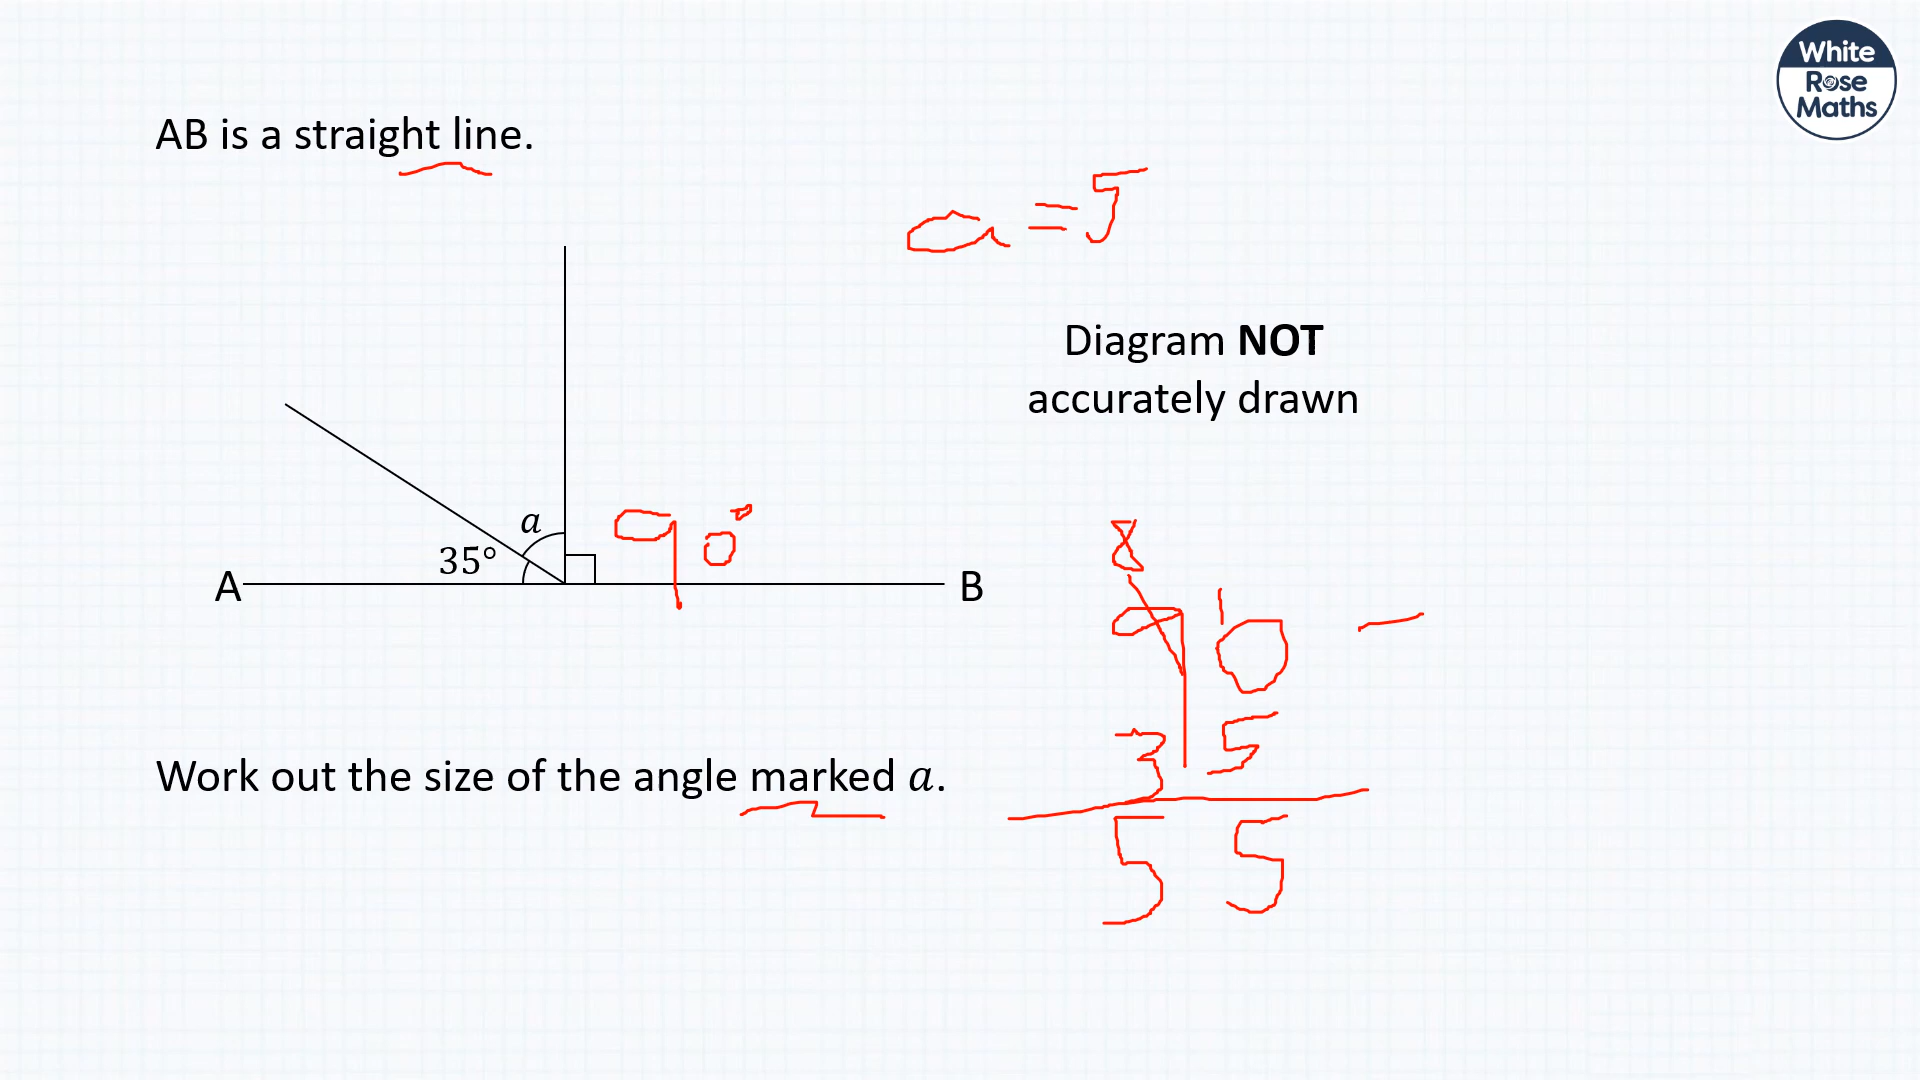 White
Rose
Maths
AB is a straight line.
a = 5
Diagram NOT
accurately drawn
a
35°
90°
A
B
8
9 10 -
3 5
5 5
Work out the size of the angle marked a.